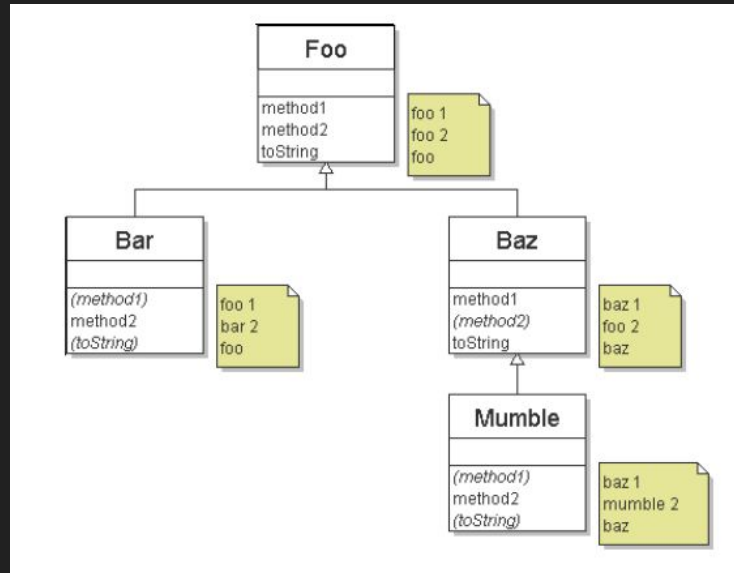 Foo
method1
method2
toString
foo 1
foo 2
foo
Bar
(method1)
method2
(toString)
foo 1
bar 2
foo
Baz
method1
(method2)
toString
baz 1
foo 2
baz
Mumble
(method1)
method2
(toString)
baz 1
mumble 2
baz